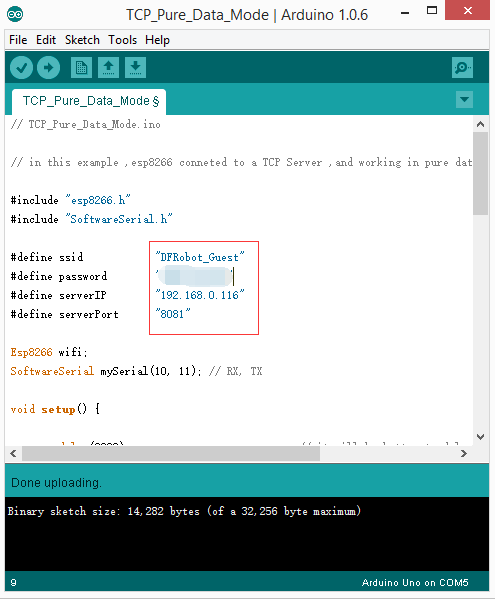 TCP_Pure_Data_Mode | Arduino 1.0.6
File Edit Sketch Tools Help
TCP_Pure_Data_Mode §
// TCP_Pure_Data_Mode.ino
// in this example ,esp8266 conneted to a TCP Server ,and working in pure dat
#include "esp8266.h"
#include "SoftwareSerial.h"
#define ssid "DFRobot_Guest"
#define password "
#define serverIP "192.168.0.116"
#define serverPort "8081"
Esp8266 wifi;
SoftwareSerial mySerial(10, 11); // RX, TX
void setup() {
Done uploading.
Binary sketch size: 14,282 bytes (of a 32,256 byte maximum)
9 Arduino Uno on COM5